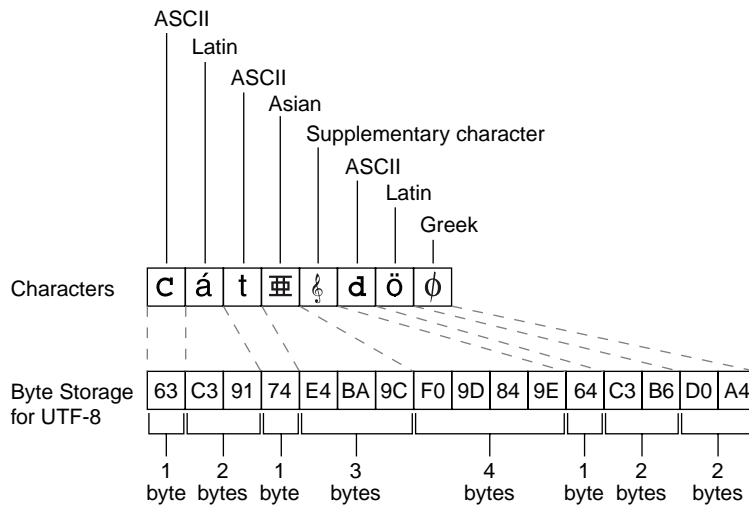 ASCII
Latin
ASCII
Asian
Supplementary character
ASCII
Latin
Greek
Characters c á t 亜 𝄞 d ö ϕ
Byte Storage for UTF-8 63 C3 91 74 E4 BA 9C F0 9D 84 9E 64 C3 B6 D0 A4
1 byte 2 bytes 1 byte 3 bytes 4 bytes 1 byte 2 bytes 2 bytes